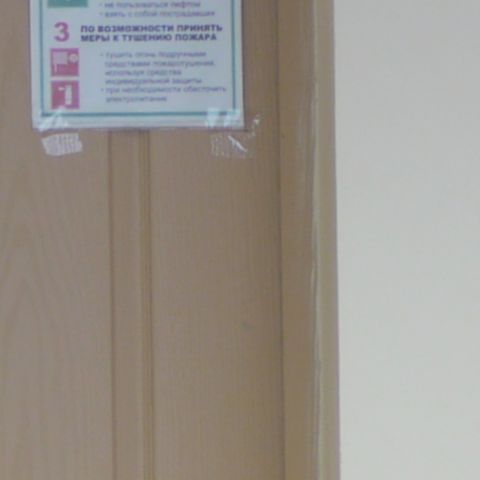 • не пользоваться лифтом
• взять с собой пострадавших
3 ПО ВОЗМОЖНОСТИ ПРИНЯТЬ
МЕРЫ К ТУШЕНИЮ ПОЖАРА
• тушить огонь подручными
средствами пожаротушения,
используя средства
индивидуальной защиты
• при необходимости обесточить
электропитание